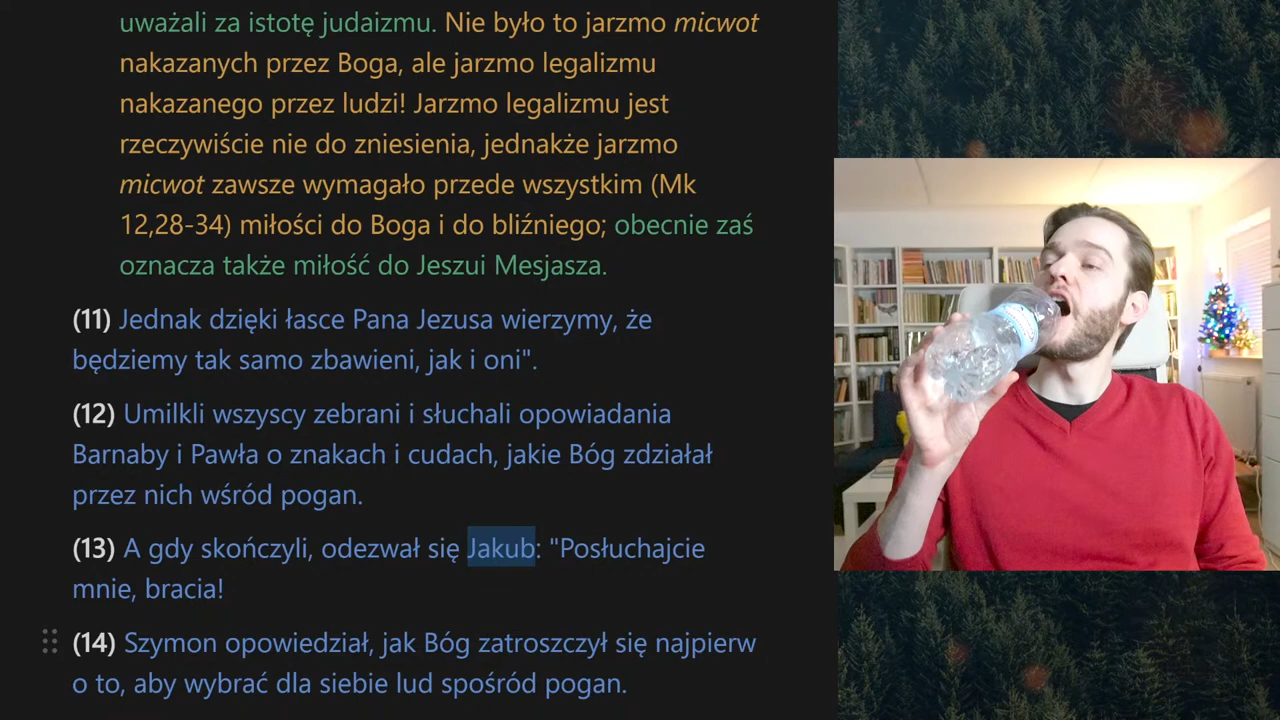 uważali za istotę judaizmu. Nie było to jarzmo micwot
nakazanych przez Boga, ale jarzmo legalizmu
nakazanego przez ludzi! Jarzmo legalizmu jest
rzeczywiście nie do zniesienia, jednakże jarzmo
micwot zawsze wymagało przede wszystkim (Mk
12,28-34) miłości do Boga i do bliźniego; obecnie zaś
oznacza także miłość do Jeszui Mesjasza.
(11) Jednak dzięki łasce Pana Jezusa wierzymy, że
będziemy tak samo zbawieni, jak i oni".
(12) Umilkli wszyscy zebrani i słuchali opowiadania
Barnaby i Pawła o znakach i cudach, jakie Bóg zdziałał
przez nich wśród pogan.
(13) A gdy skończyli, odezwał się Jakub: "Posłuchajcie
mnie, bracia!
(14) Szymon opowiedział, jak Bóg zatroszczył się najpierw
o to, aby wybrać dla siebie lud spośród pogan.